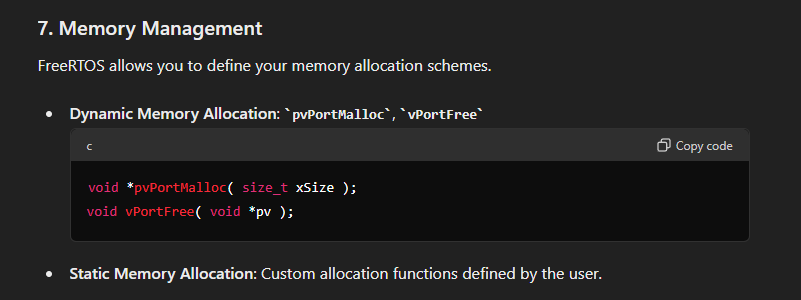 7. Memory Management
FreeRTOS allows you to define your memory allocation schemes.
• Dynamic Memory Allocation: `pvPortMalloc`, `vPortFree`
c
Copy code
void *pvPortMalloc( size_t xSize );
void vPortFree( void *pv );
• Static Memory Allocation: Custom allocation functions defined by the user.